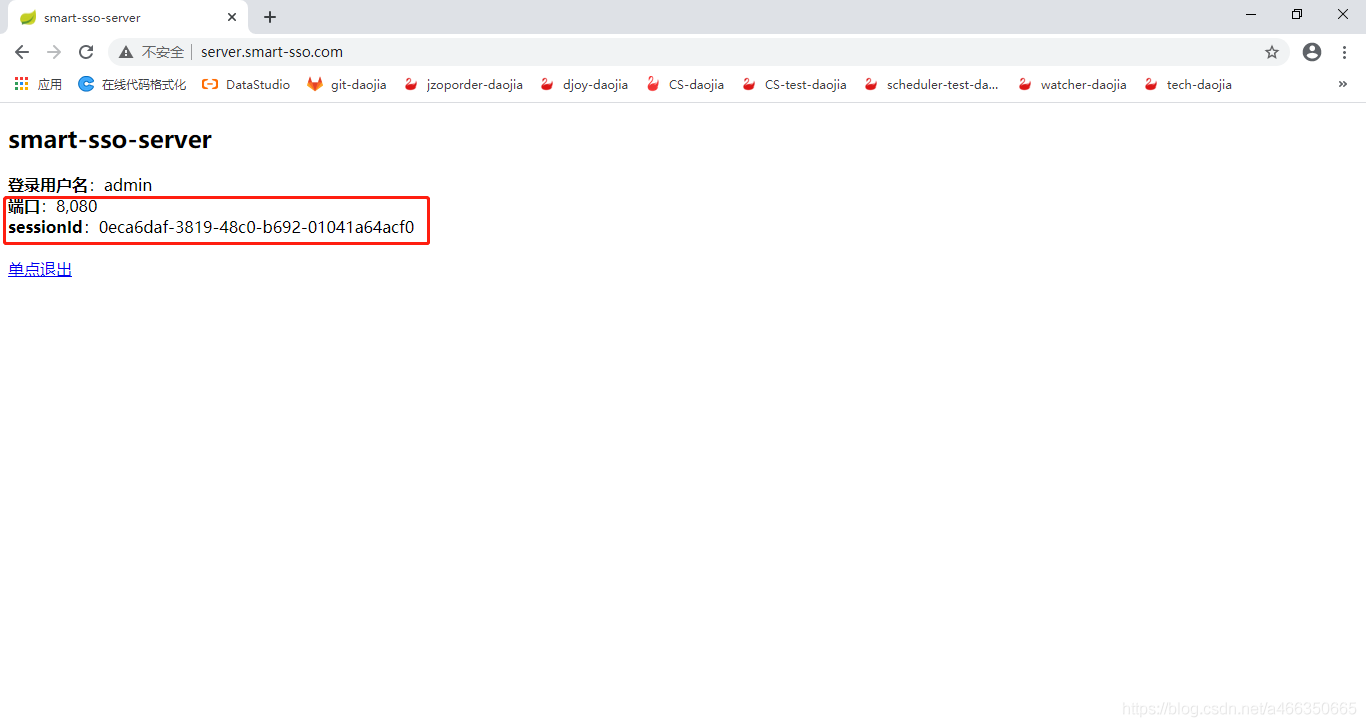 smart-sso-server
不安全 server.smart-sso.com
应用 在线代码格式化 DataStudio git-daojia jzoporder-daojia djoy-daojia CS-daojia CS-test-daojia scheduler-test-da... watcher-daojia tech-daojia »
smart-sso-server
登录用户名：admin
端口：8,080
sessionId：0eca6daf-3819-48c0-b692-01041a64acf0
单点退出
https://blog.csdn.net/a466350665